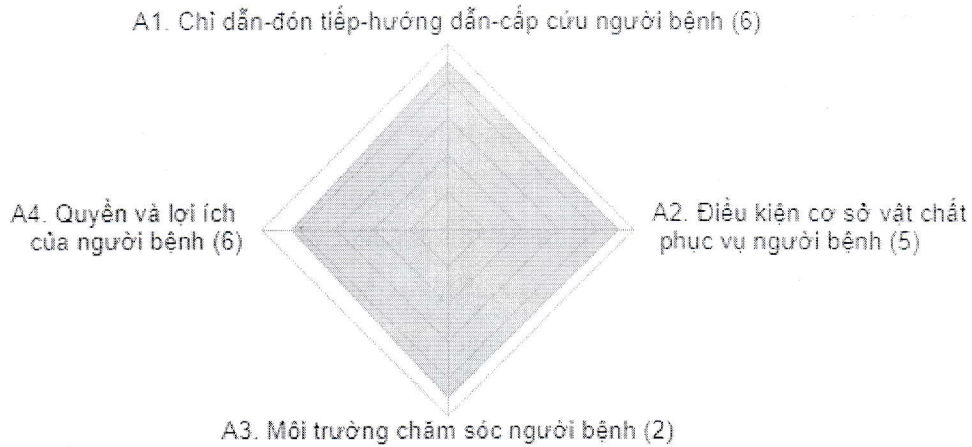 A1. Chỉ dẫn-đón tiếp-hướng dẫn-cấp cứu người bệnh (6)
A4. Quyền và lợi ích
của người bệnh (6)
A2. Điều kiện cơ sở vật chất
phục vụ người bệnh (5)
A3. Môi trường chăm sóc người bệnh (2)